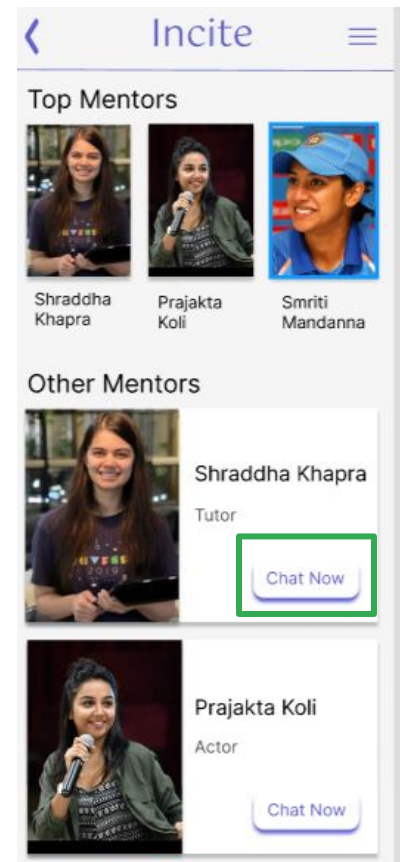 Incite
Top Mentors
Shraddha
Khapra
Prajakta
Koli
Smriti
Mandanna
Other Mentors
Shraddha Khapra
Tutor
Chat Now
Prajakta Koli
Actor
Chat Now